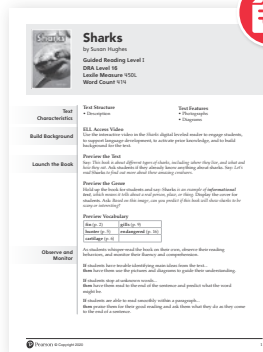 Sharks
Sharks
by Susan Hughes
Guided Reading Level I
DRA Level 16
Lexile Measure 450L
Word Count 474
Text
Characteristics
Text Structure
• Description
Text Features
• Photographs
• Diagrams
Build Background
ELL Access Video
Use the interactive video in the Sharks digital leveled reader to engage students,
to support language development, to activate prior knowledge, and to build
background for the text.
Launch the Book
Preview the Text
Say: This book is about different types of sharks, including where they live, and what and
how they eat. Ask students if they already know anything about sharks. Say: Let's
read Sharks to find out more about these amazing creatures.
Preview the Genre
Hold up the book for students and say: Sharks is an example of informational
text, which means it tells about a real person, place, or thing. Display the cover for
students. Ask: Based on this image, can you predict if this book will show sharks to be
scary or interesting?
Preview Vocabulary
fin (p. 2)
gills (p. 9)
hunter (p. 5)
endangered (p. 16)
cartilage (p. 6)
Observe and
Monitor
As students whisper-read the book on their own, observe their reading
behaviors, and monitor their fluency and comprehension.
If students have trouble identifying main ideas from the text...
then have them use the pictures and diagrams to guide their understanding.
If students stop at unknown words...
then have them read to the end of the sentence and predict what the word
might be.
If students are able to read smoothly within a paragraph...
then praise them for their good reading and ask them what they do as they come
to the end of a sentence.
Pearson © Copyright 2020
1